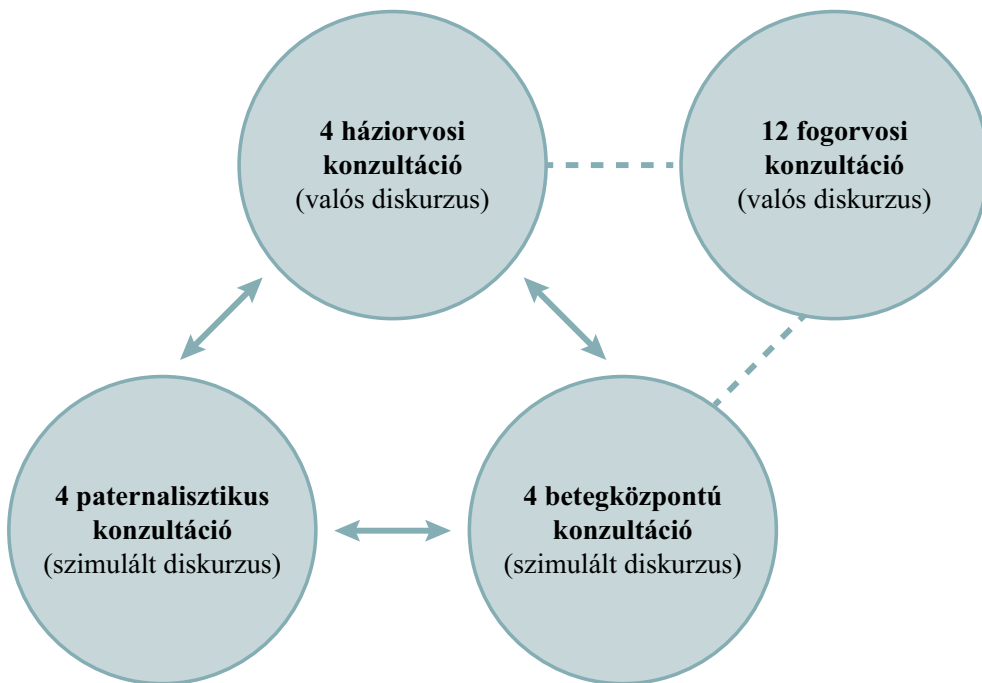 4 háziorvosi
konzultáció
(valós diskurzus)
12 fogorvosi
konzultáció
(valós diskurzus)
4 paternalisztikus
konzultáció
(szimulált diskurzus)
4 betegközpontú
konzultáció
(szimulált diskurzus)